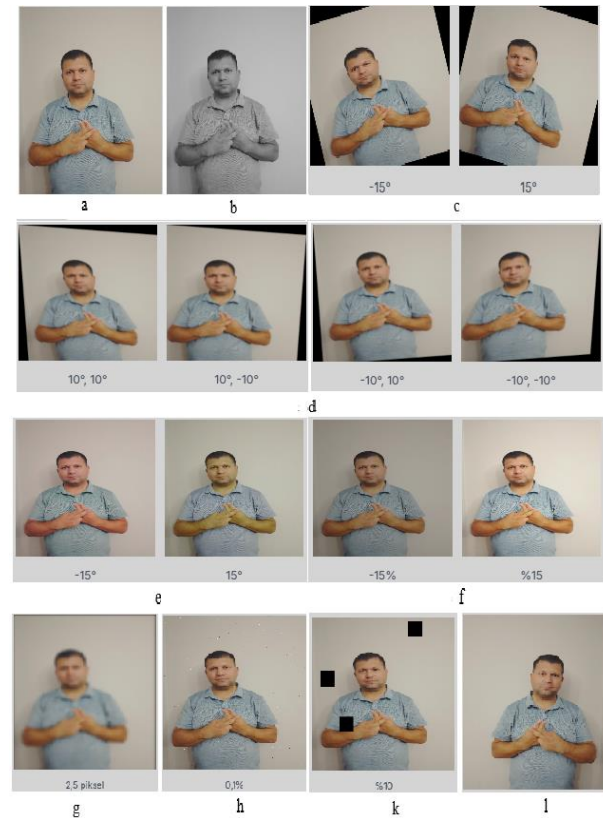 a b c
-15° 15°
10°, 10° 10°, -10° -10°, 10° -10°, -10°
d
-15° 15° -15% %15
e f
2,5 piksel 0,1% %10
g h k l